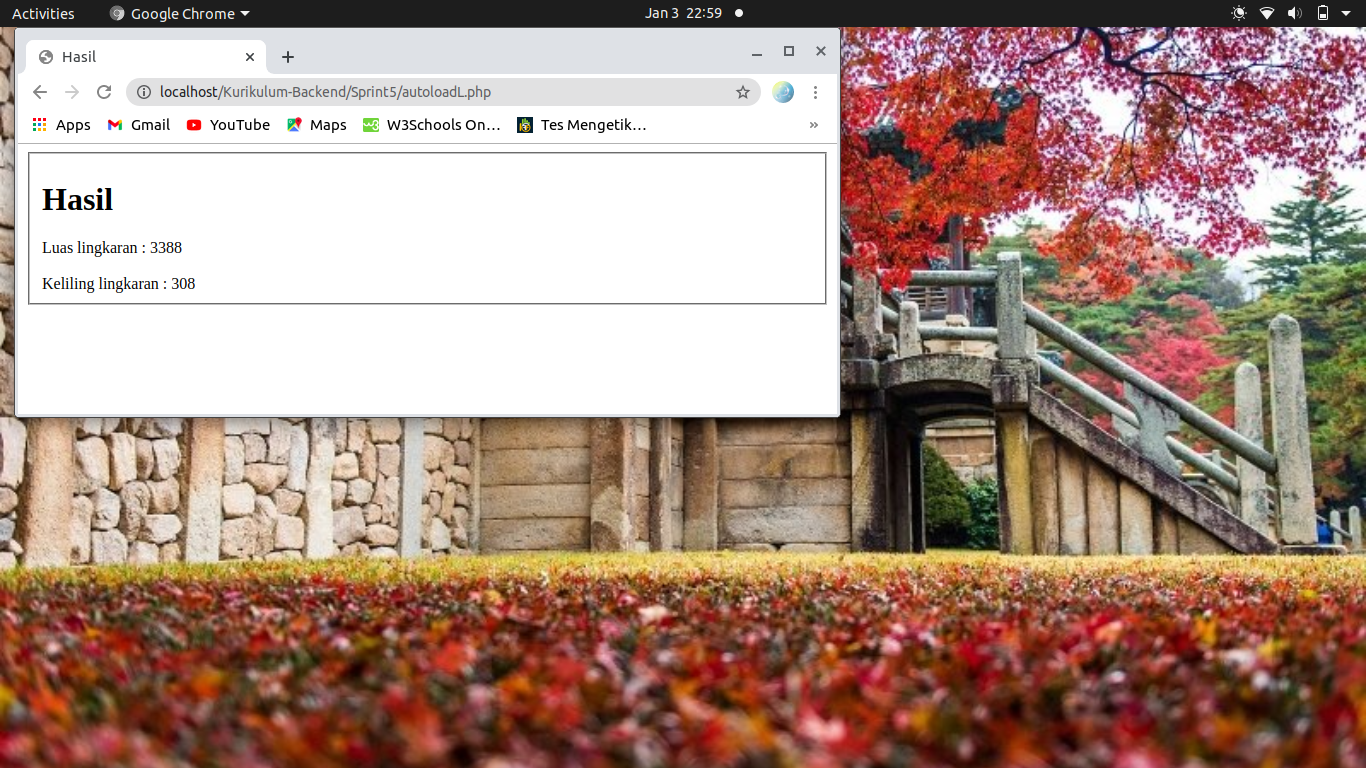 Activities Google Chrome Jan 3 22:59
Hasil
localhost/Kurikulum-Backend/Sprint5/autoloadL.php
Apps Gmail YouTube Maps W3Schools On… Tes Mengetik… »
Hasil
Luas lingkaran : 3388
Keliling lingkaran : 308